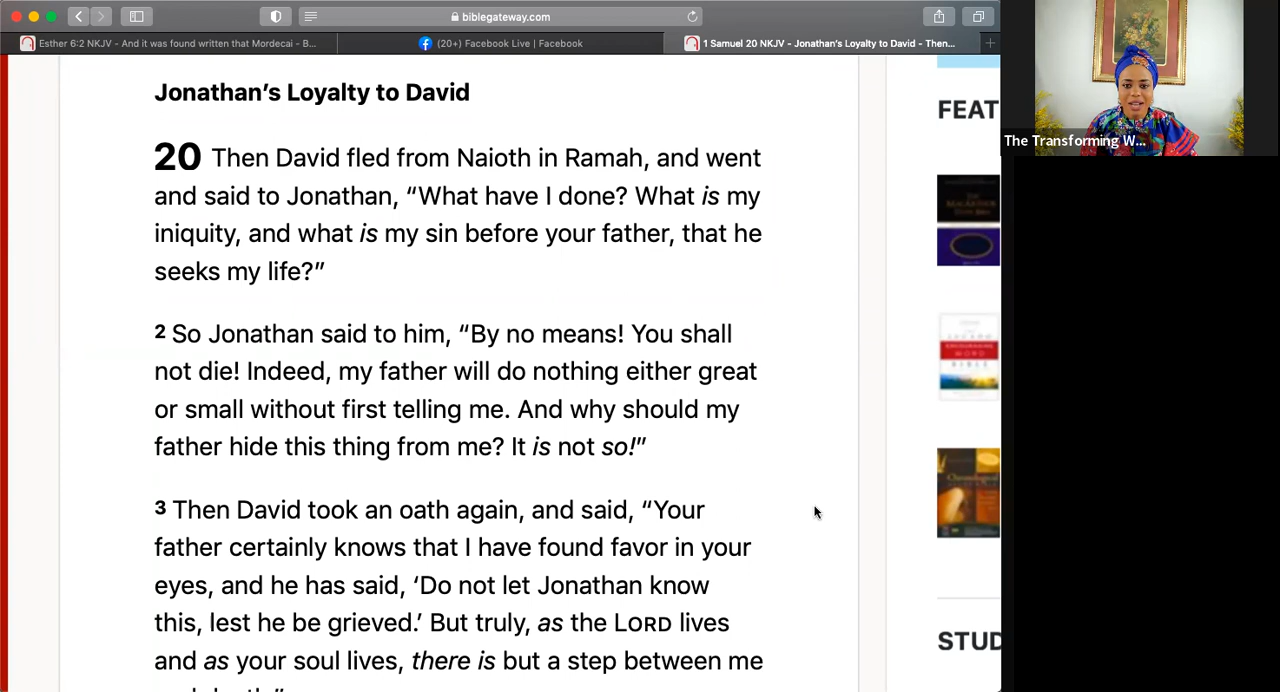 biblegateway.com
Esther 6:2 NKJV - And it was found written that Mordecai - B...
(20+) Facebook Live | Facebook
1 Samuel 20 NKJV - Jonathan's Loyalty to David - Then...
Jonathan's Loyalty to David
20 Then David fled from Naioth in Ramah, and went
and said to Jonathan, “What have I done? What is my
iniquity, and what is my sin before your father, that he
seeks my life?”
2 So Jonathan said to him, “By no means! You shall
not die! Indeed, my father will do nothing either great
or small without first telling me. And why should my
father hide this thing from me? It is not so!”
3 Then David took an oath again, and said, “Your
father certainly knows that I have found favor in your
eyes, and he has said, ‘Do not let Jonathan know
this, lest he be grieved.’ But truly, as the LORD lives
and as your soul lives, there is but a step between me
FEAT
STUD
The Transforming W...